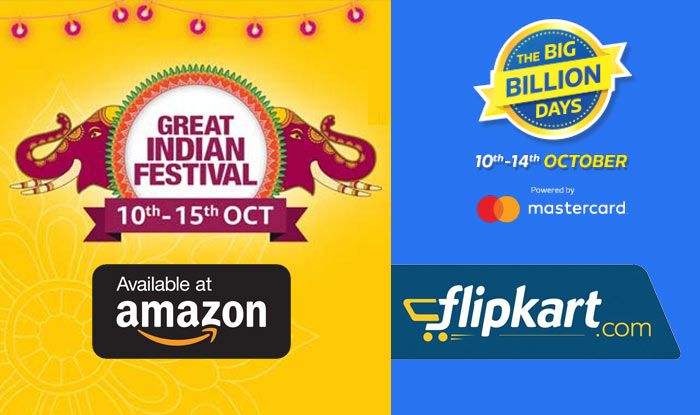 GREAT
INDIAN
FESTIVAL
10th-15th OCT
Available at
amazon
THE BIG
BILLION
DAYS
10th-14th OCTOBER
Powered by
mastercard.
flipkart.com